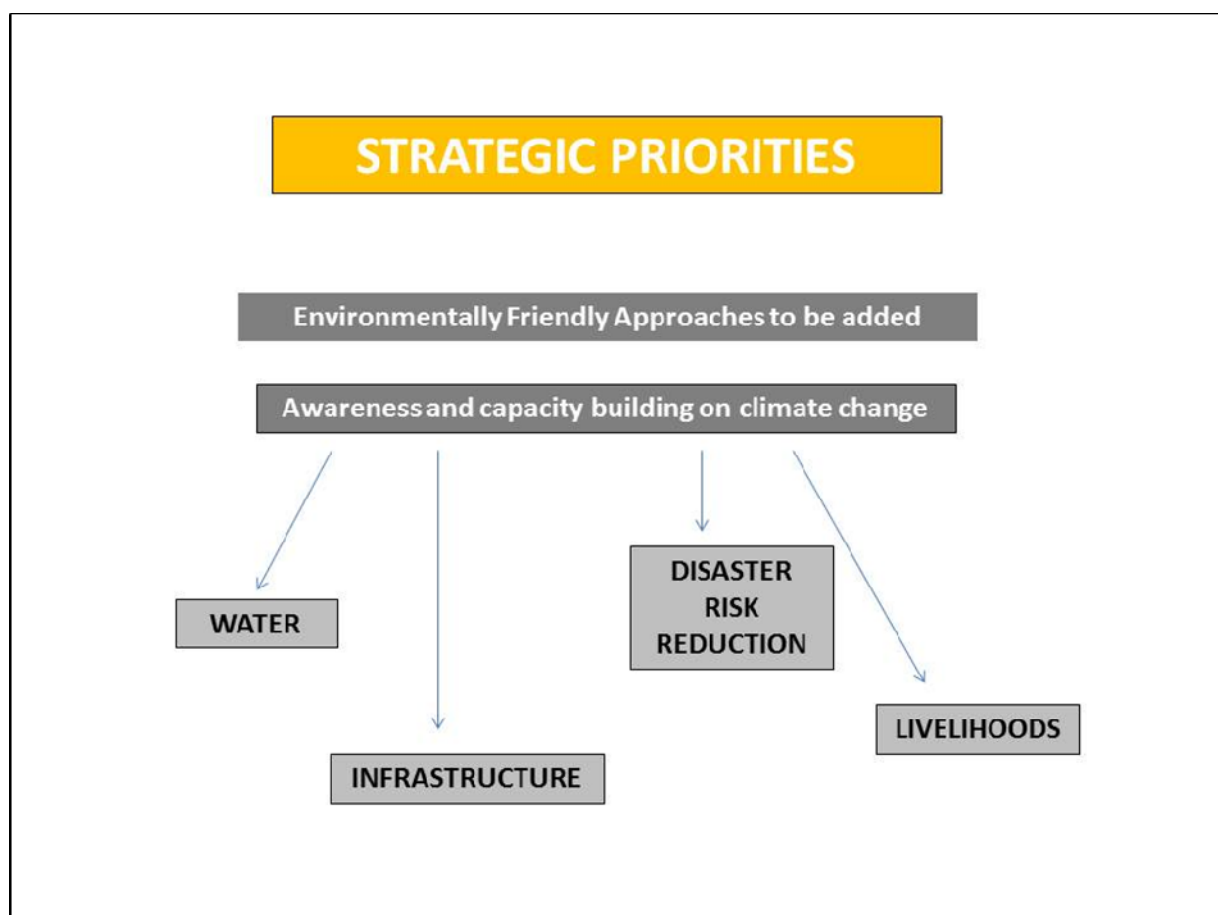 STRATEGIC PRIORITIES
Environmentally Friendly Approaches to be added
Awareness and capacity building on climate change
WATER
INFRASTRUCTURE
DISASTER
RISK
REDUCTION
LIVELIHOODS